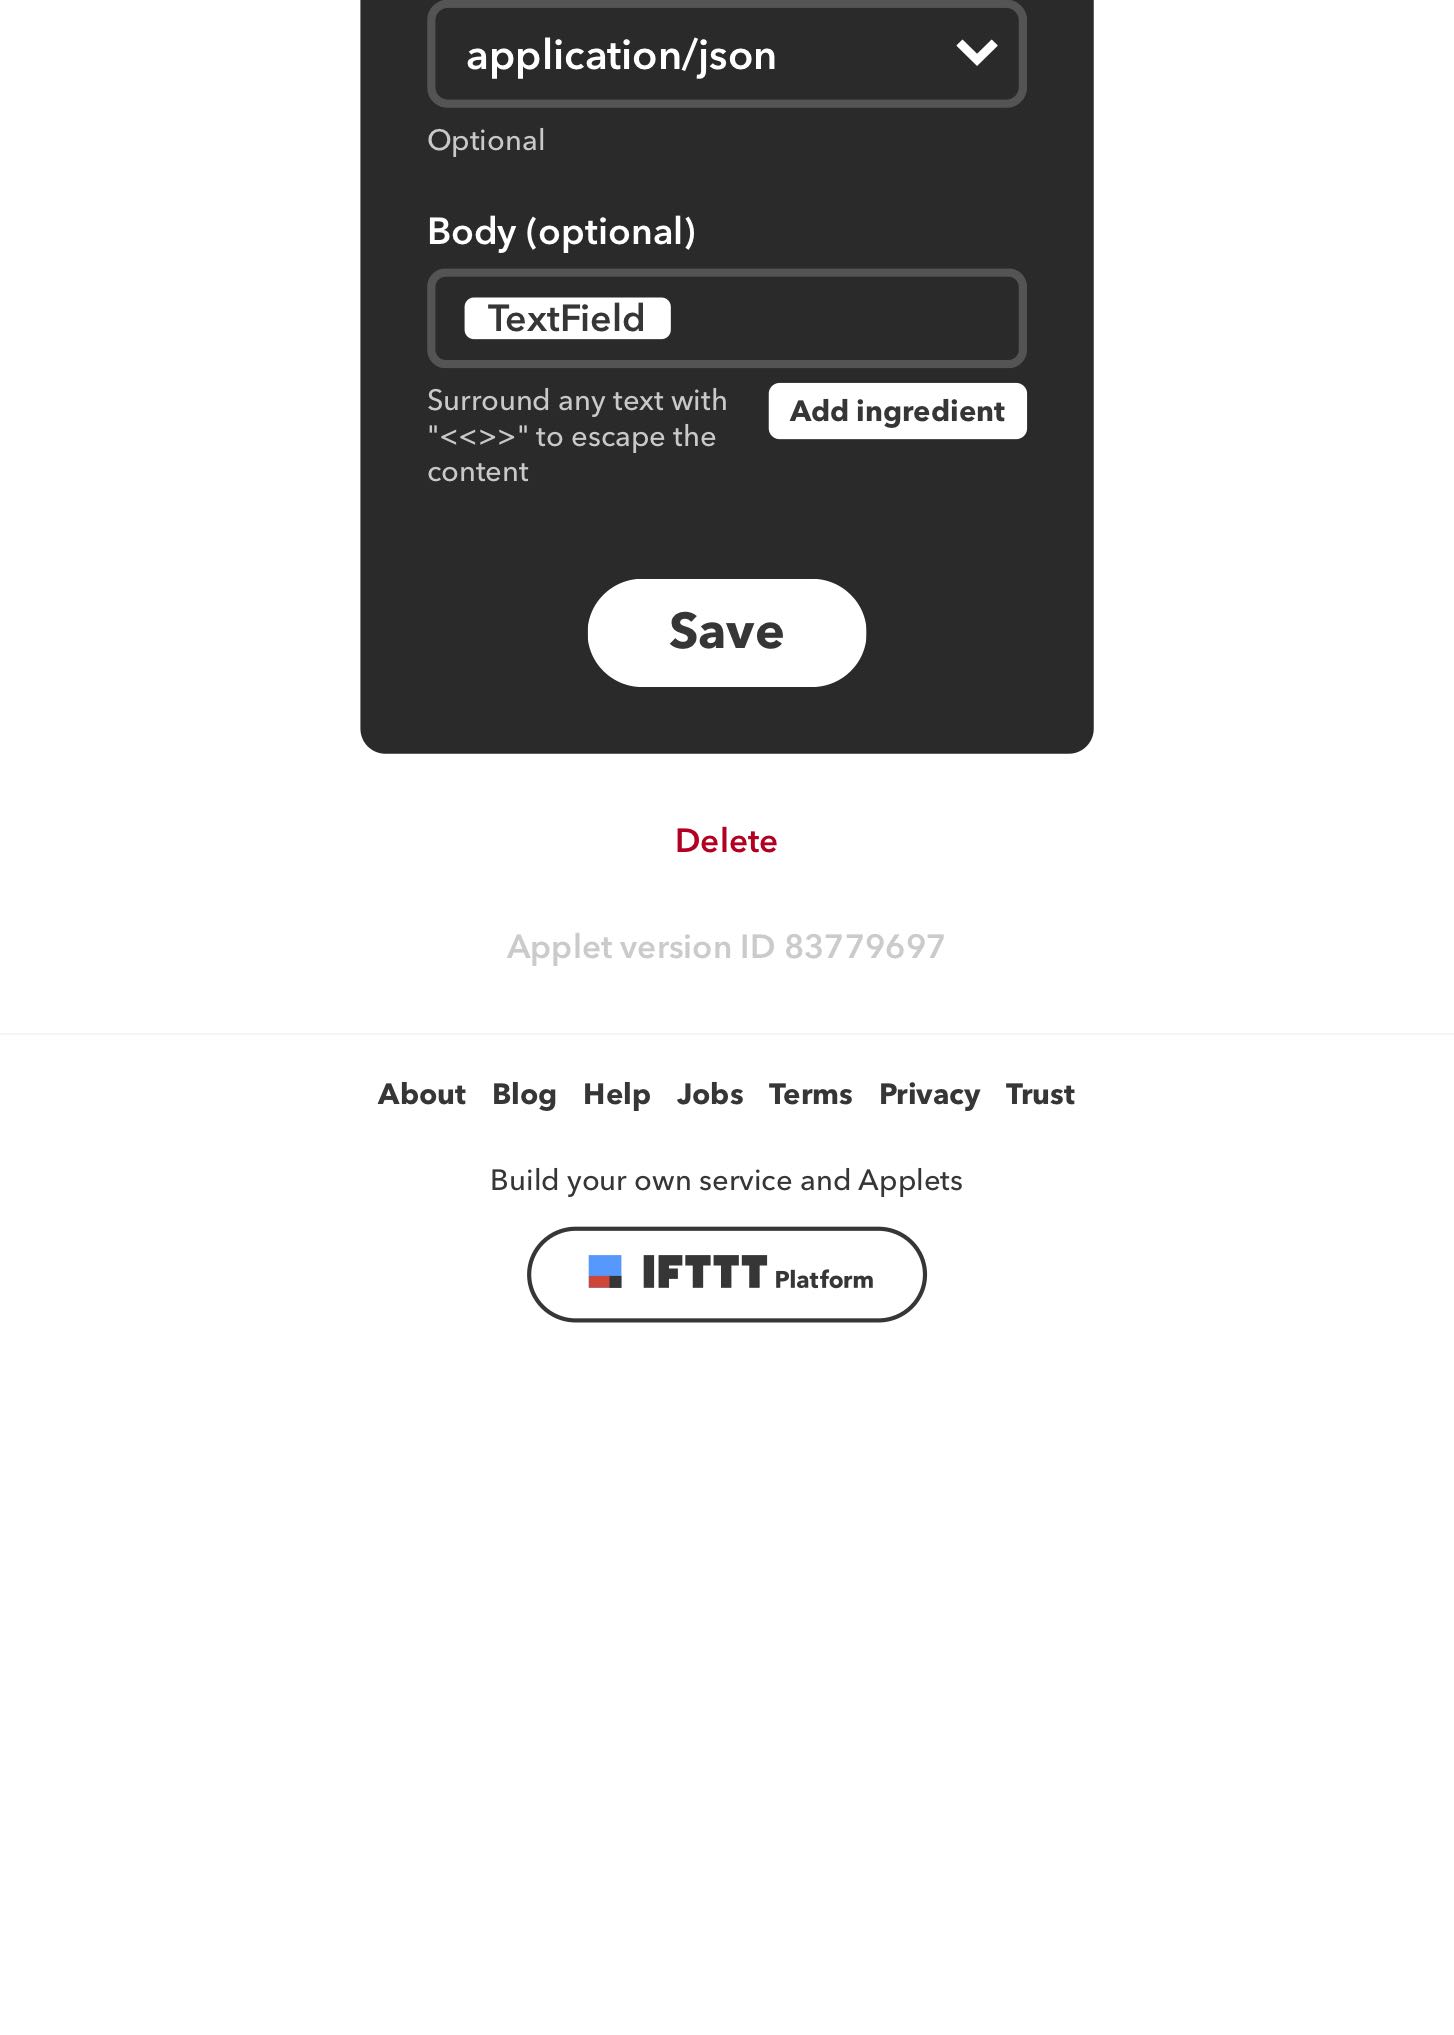 application/json
Optional
Body (optional)
TextField
Surround any text with
"<<>>" to escape the
content
Add ingredient
Save
Delete
Applet version ID 83779697
About Blog Help Jobs Terms Privacy Trust
Build your own service and Applets
IFTTT Platform